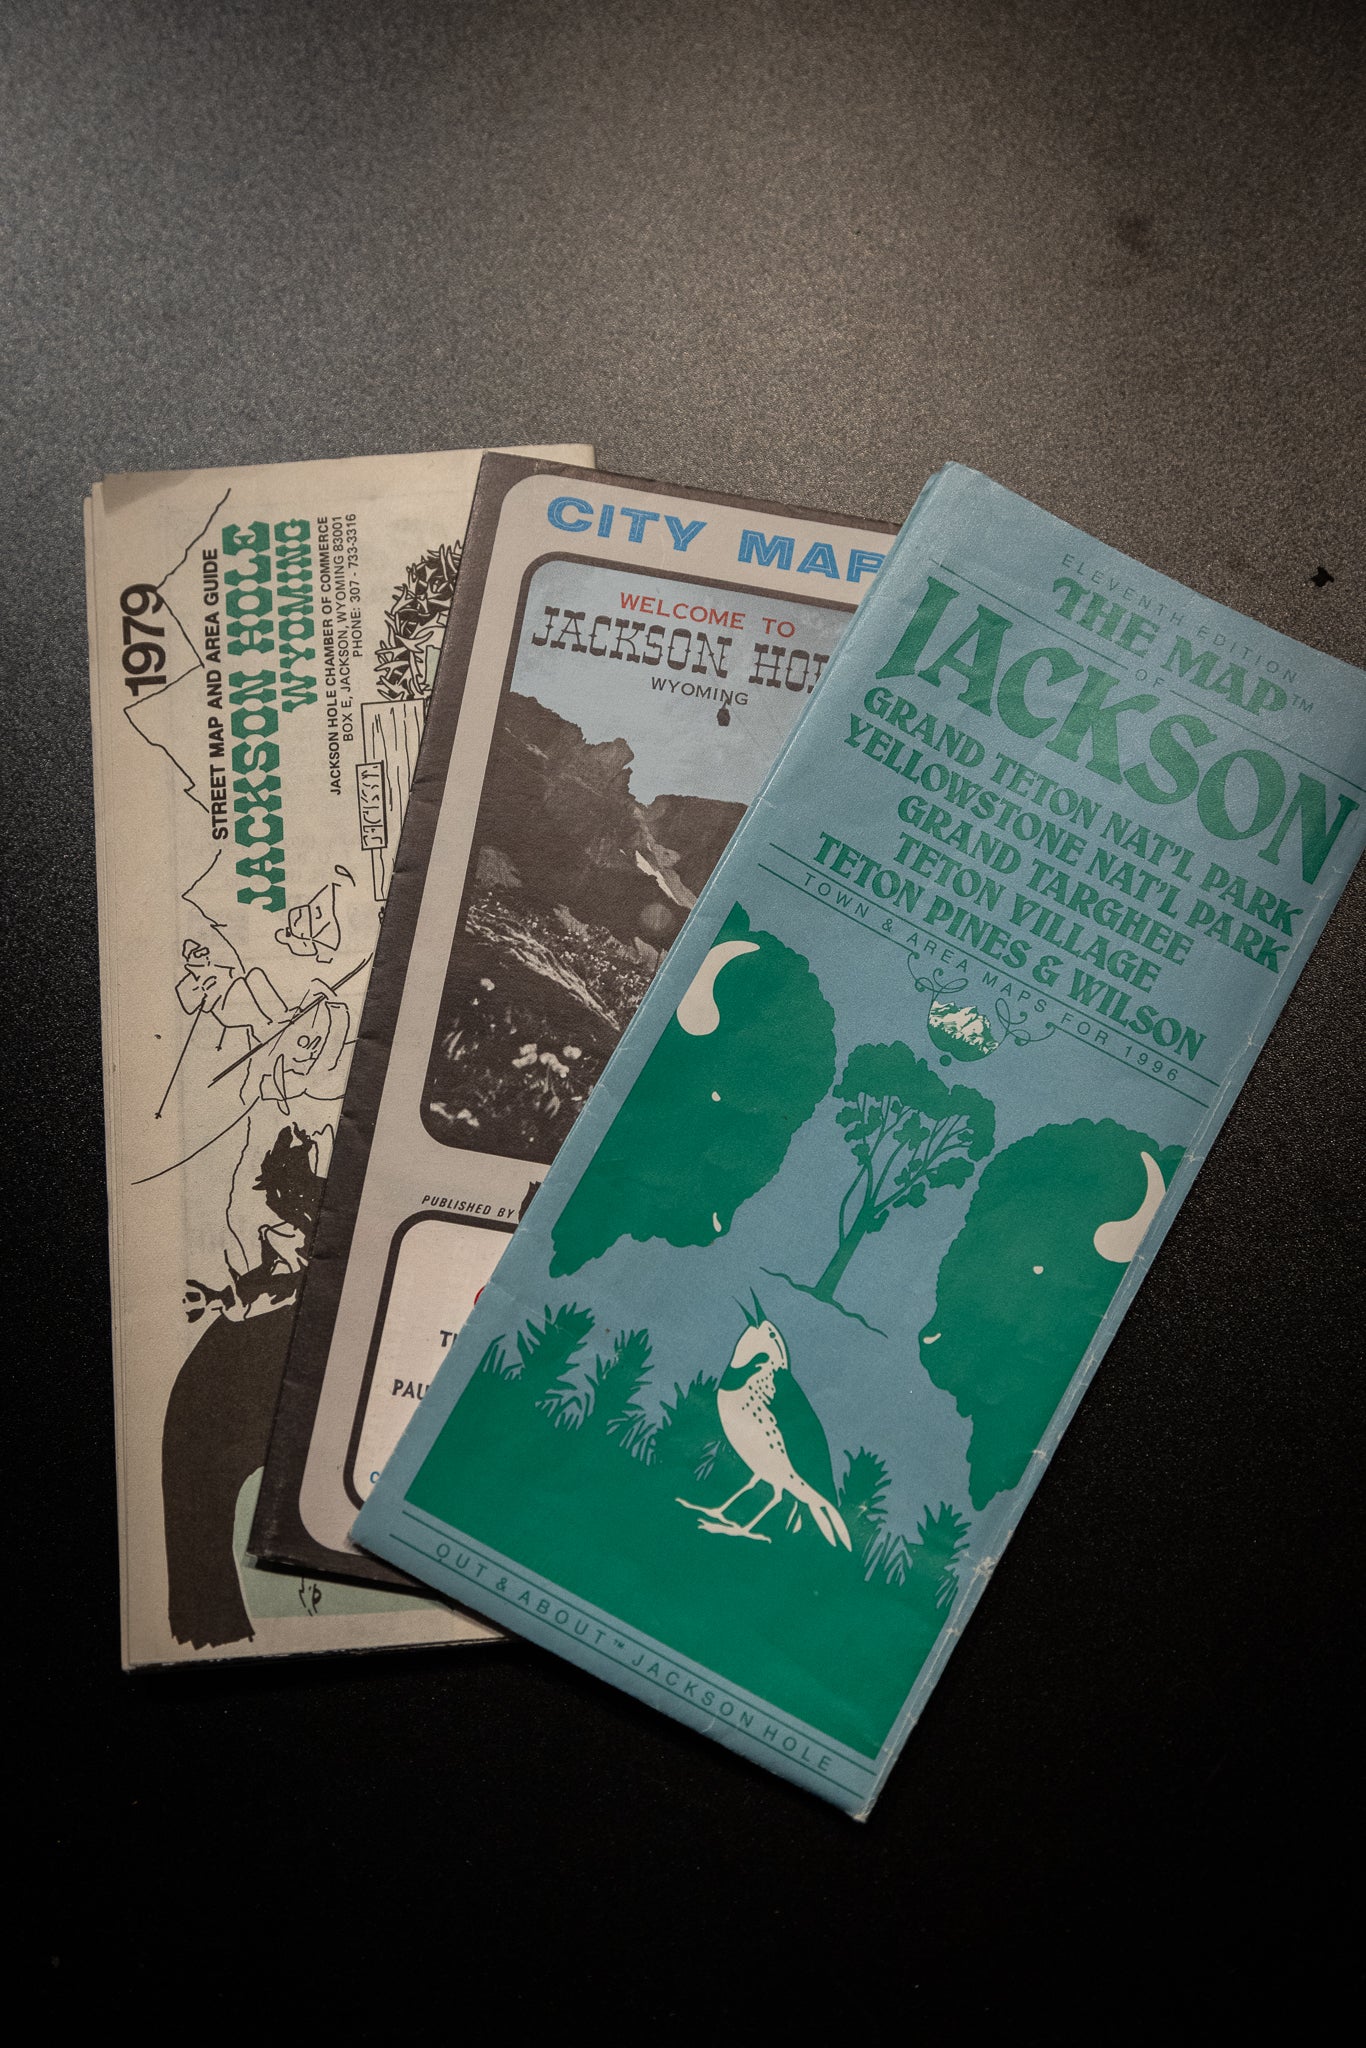 1979
STREET MAP AND AREA GUIDE
JACKSON HOLE
WYOMING
JACKSON HOLE CHAMBER OF COMMERCE
BOX E, JACKSON, WYOMING 83001
PHONE: 307 - 733-3316
CITY MAP
WELCOME TO
JACKSON HOL
WYOMING
PUBLISHED BY
PAU
ELEVENTH EDITION
THE MAP™
OF
JACKSON
GRAND TETON NAT'L PARK
YELLOWSTONE NAT'L PARK
GRAND TARGHEE
TETON VILLAGE
TETON PINES & WILSON
TOWN & AREA MAPS FOR 1996
OUT & ABOUT™ JACKSON HOLE